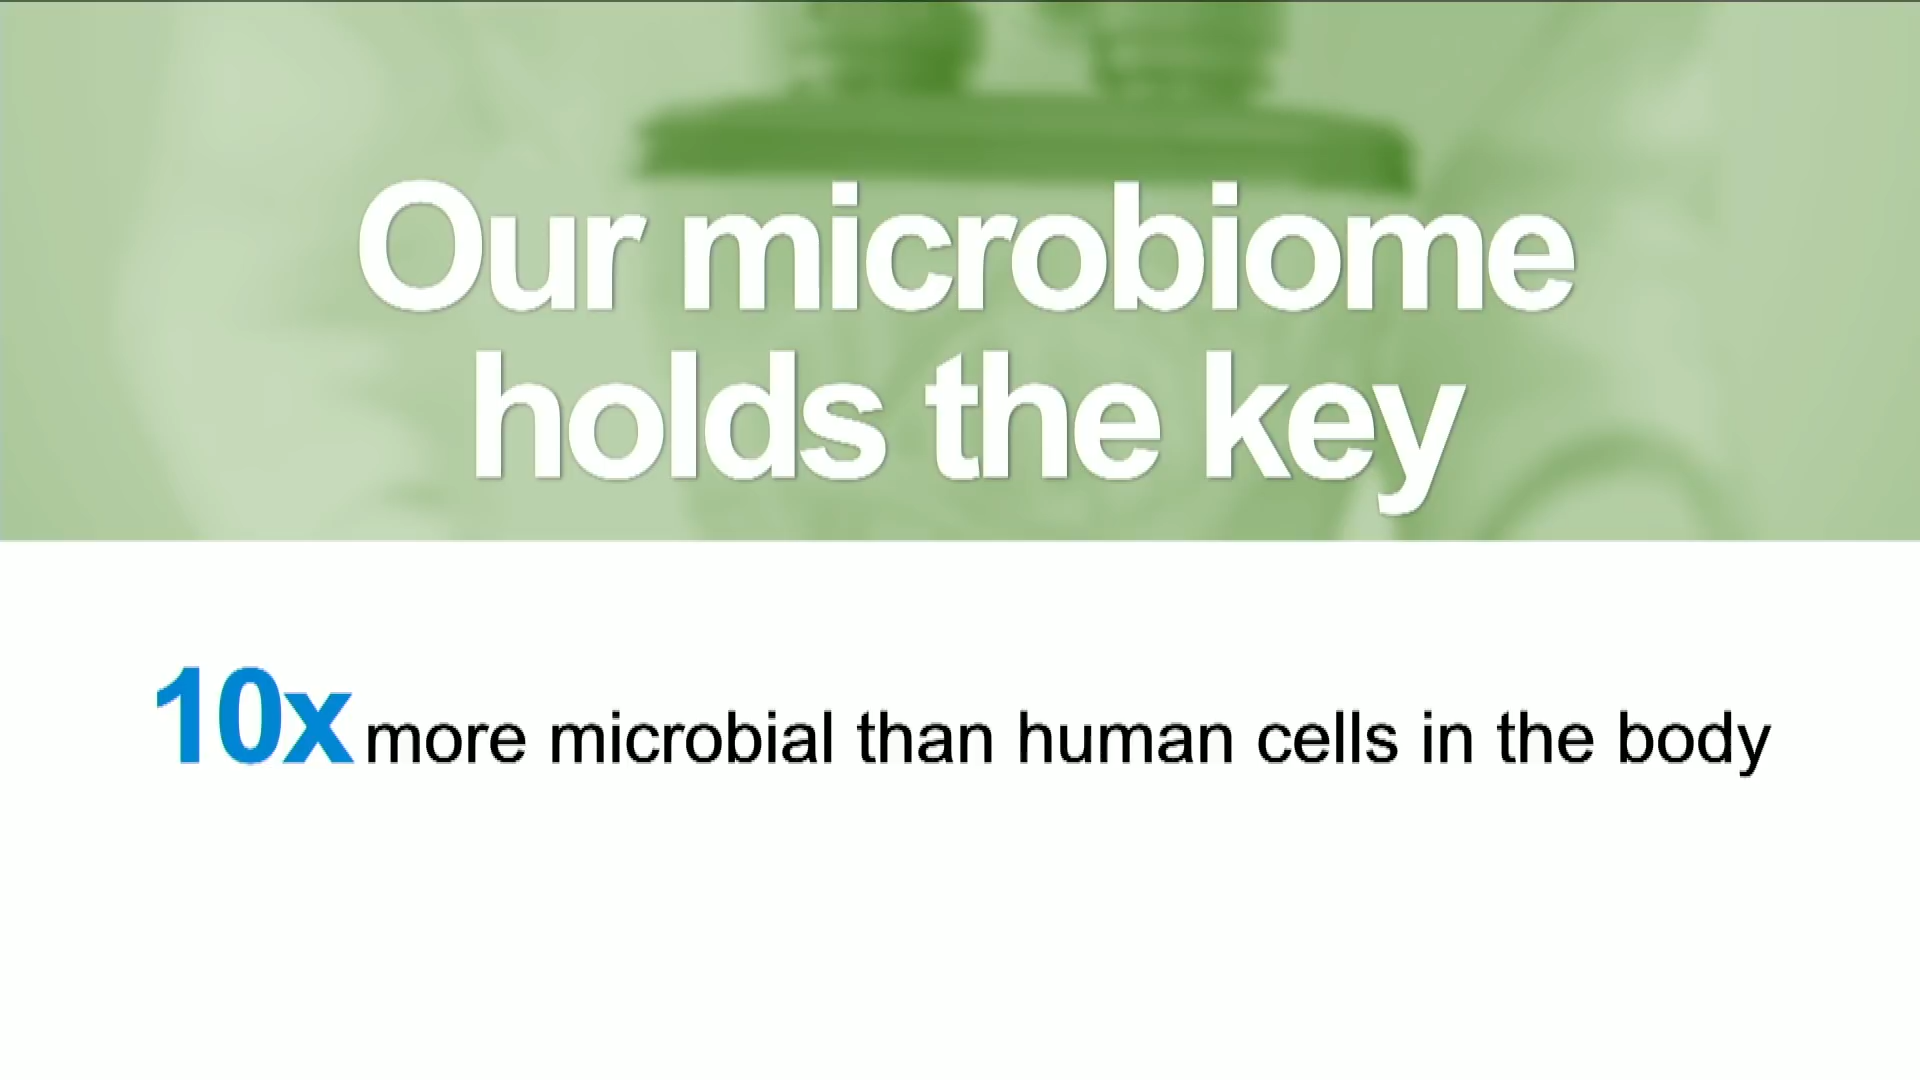 Our microbiome
holds the key
10x more microbial than human cells in the body